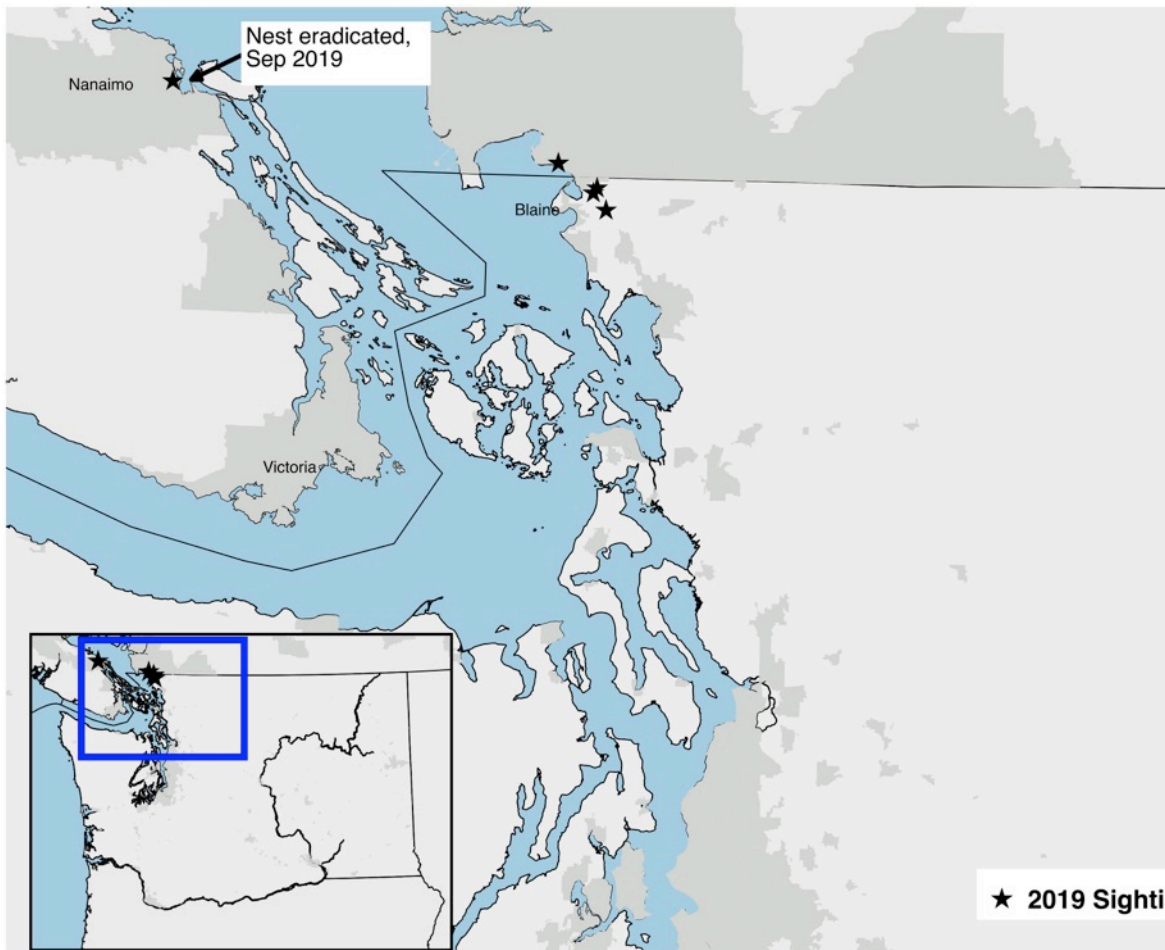 Nest eradicated,
Sep 2019
Nanaimo
Blaine
Victoria
★ 2019 Sighti